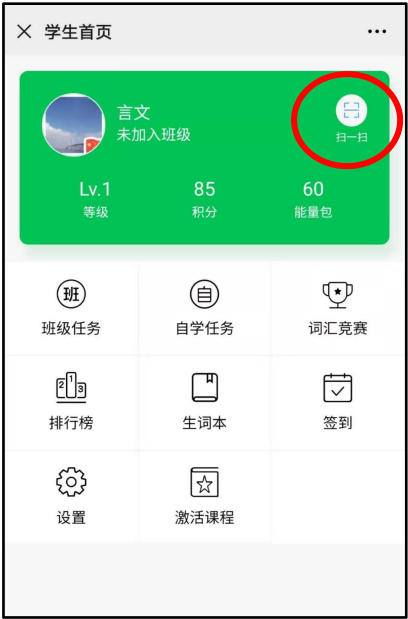 学生首页
言文
未加入班级
扫一扫
Lv.1 85 60
等级 积分 能量包
班 自
班级任务 自学任务 词汇竞赛
2 1 3
排行榜 生词本 签到
设置 激活课程